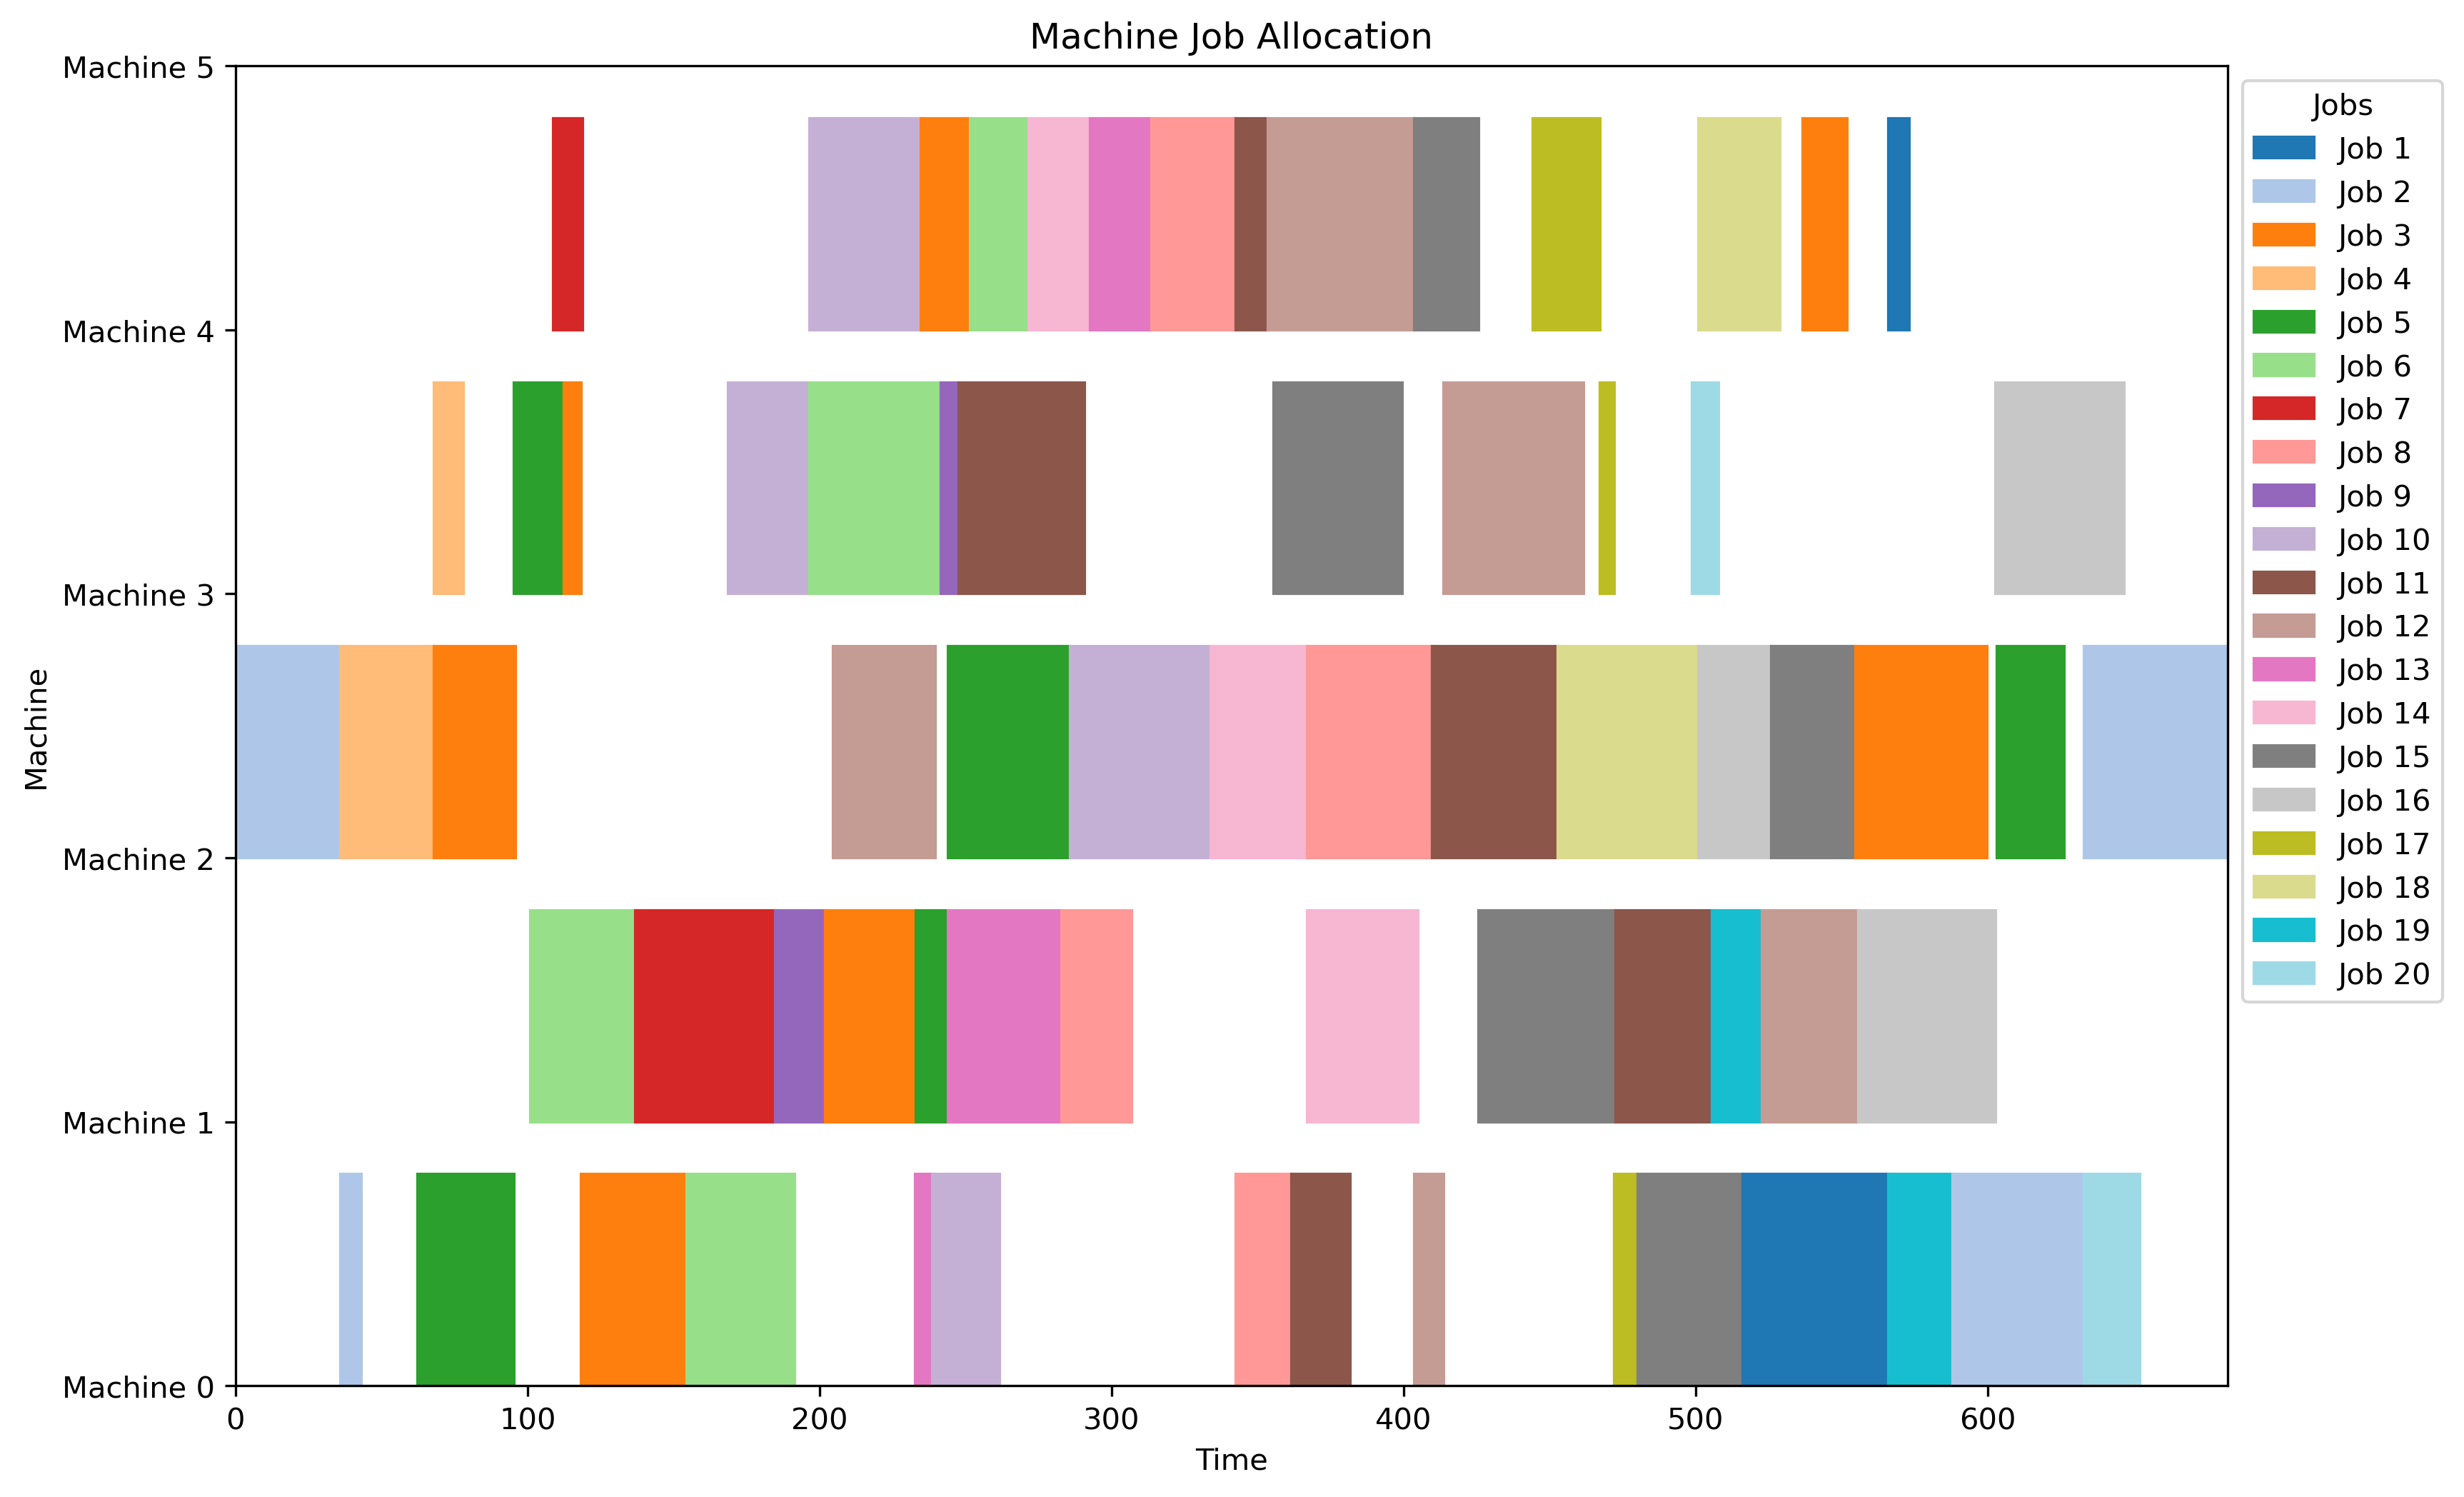 Machine Job Allocation
Machine 5
Machine 4
Machine 3
Machine 2
Machine 1
Machine 0
Machine
0 100 200 300 400 500 600
Time
Jobs
Job 1
Job 2
Job 3
Job 4
Job 5
Job 6
Job 7
Job 8
Job 9
Job 10
Job 11
Job 12
Job 13
Job 14
Job 15
Job 16
Job 17
Job 18
Job 19
Job 20